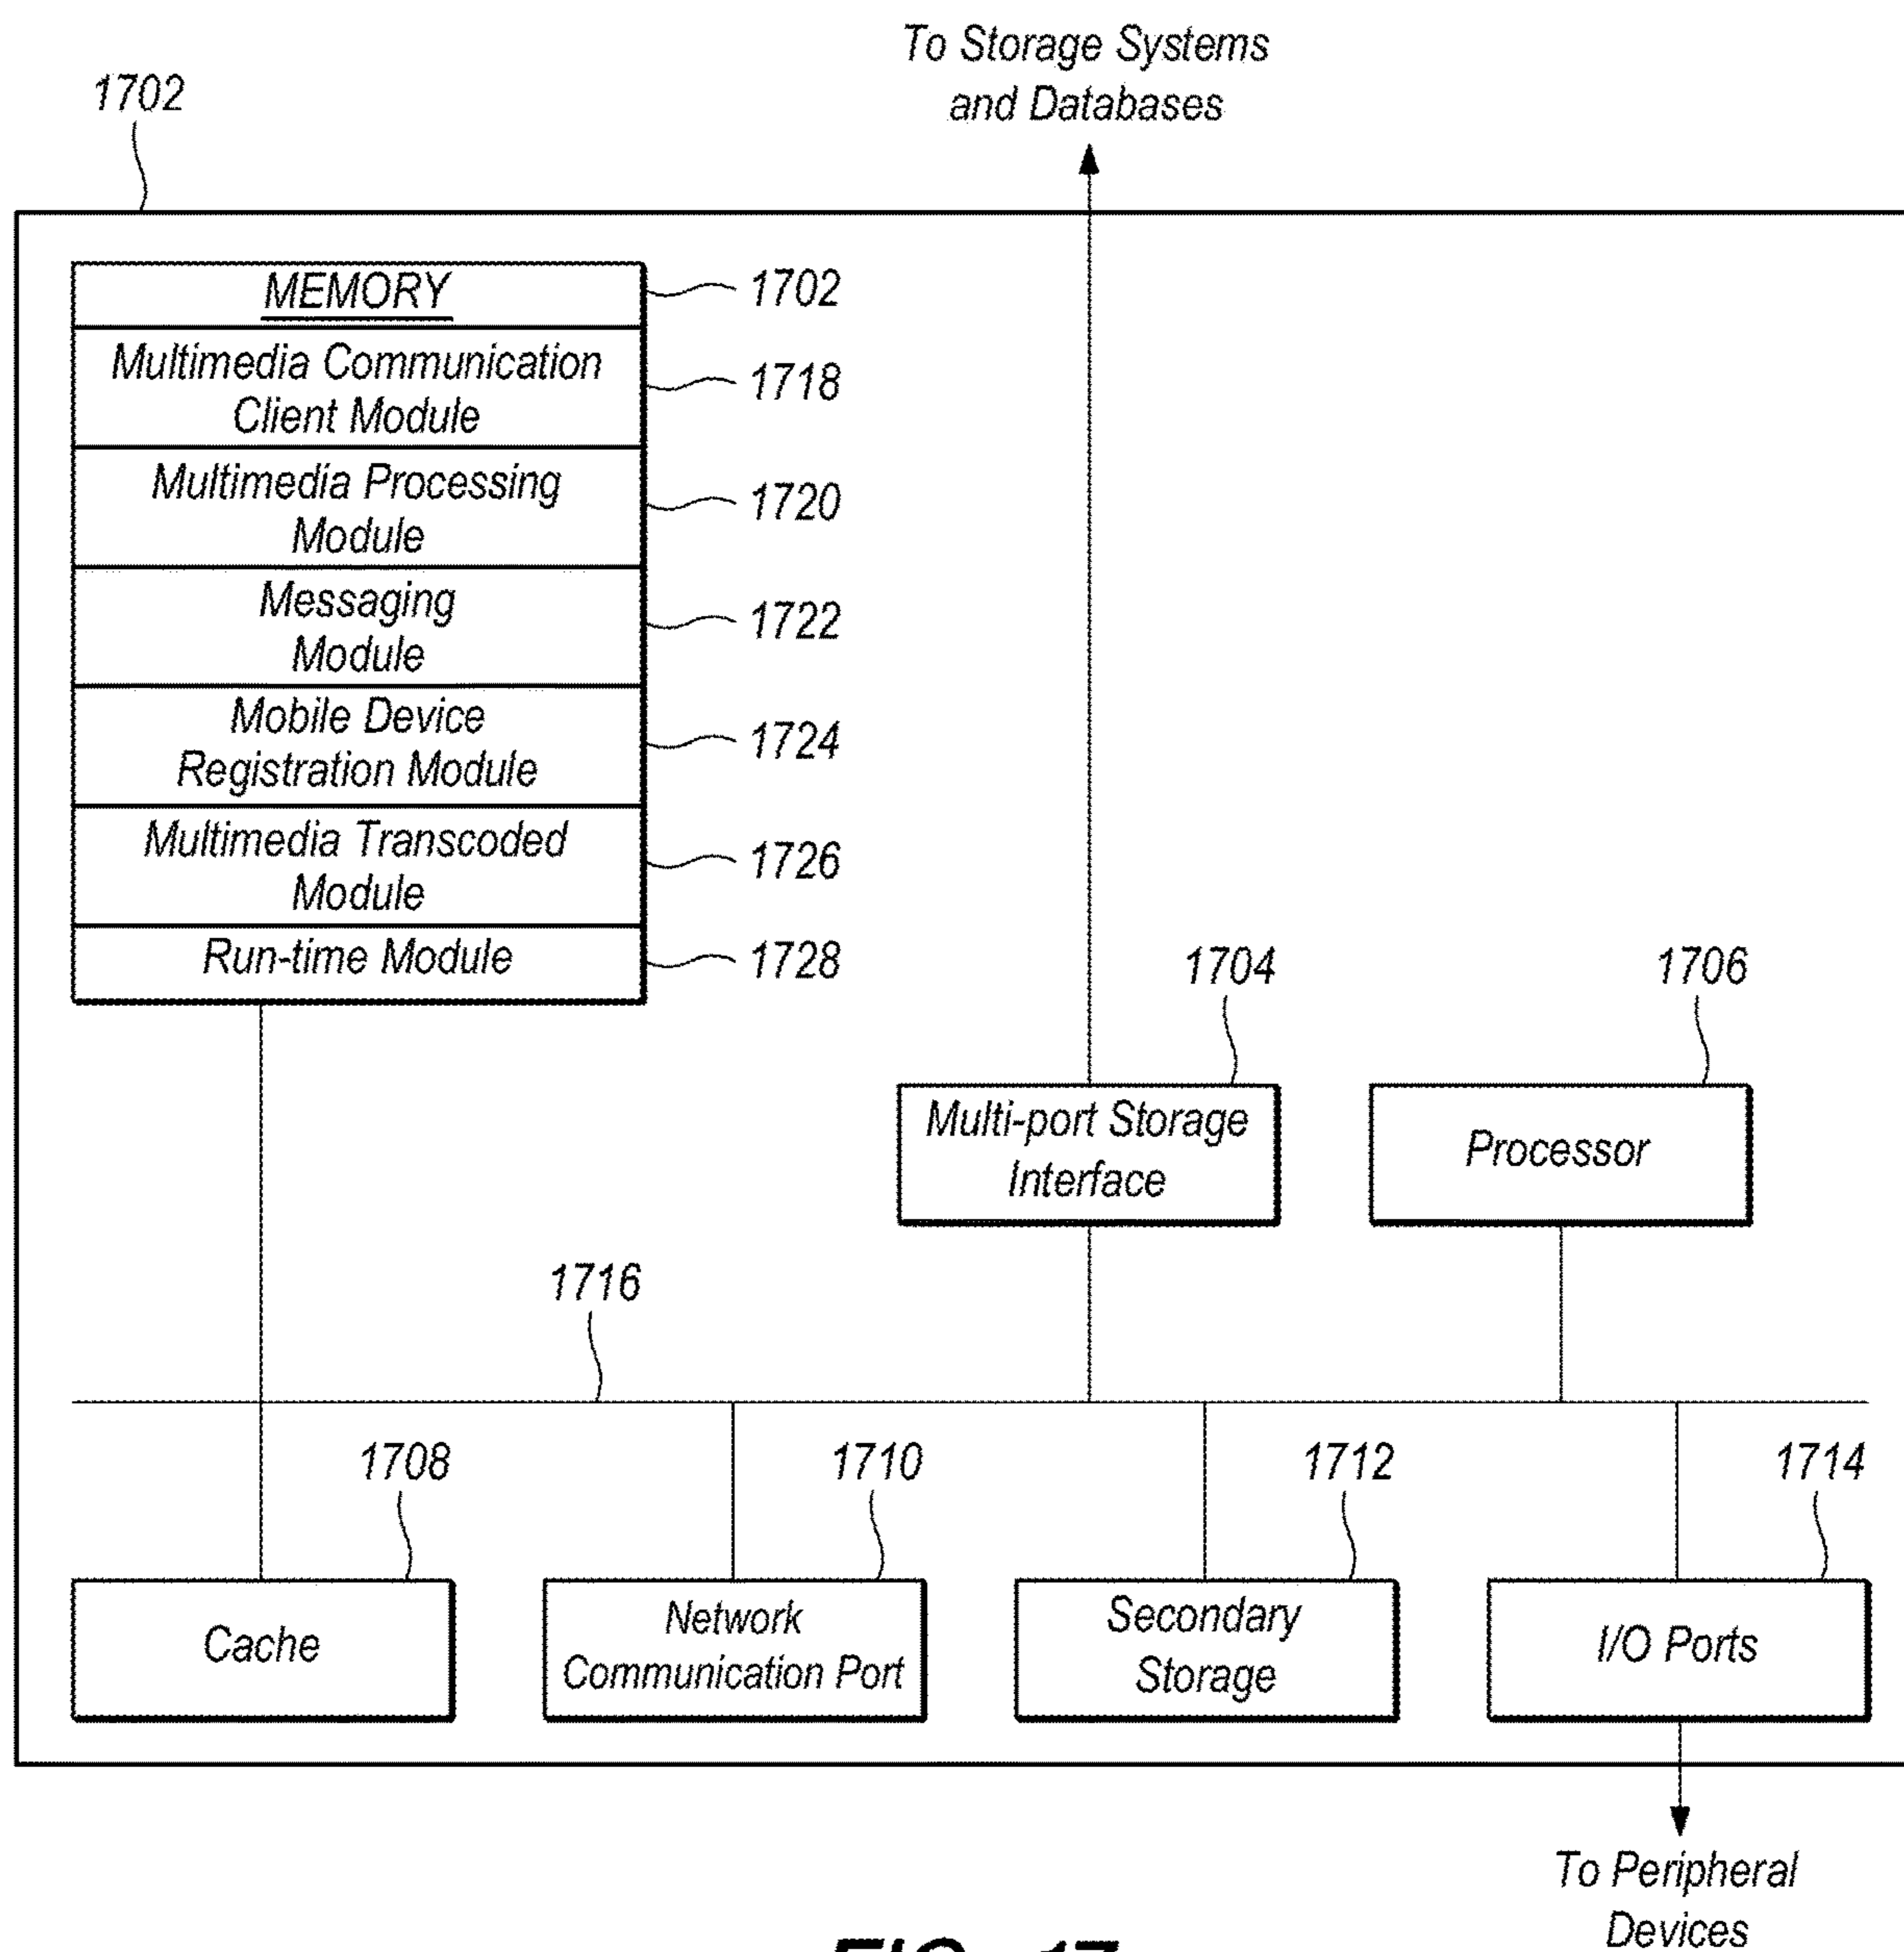 To Storage Systems
and Databases
1702
MEMORY
1702
Multimedia Communication
Client Module
1718
Multimedia Processing
Module
1720
Messaging
Module
1722
Mobile Device
Registration Module
1724
Multimedia Transcoded
Module
1726
Run-time Module
1728
1704
1706
Multi-port Storage
Interface
Processor
1716
1708
1710
1712
1714
Cache
Network
Communication Port
Secondary
Storage
I/O Ports
To Peripheral
Devices
FIG. 17